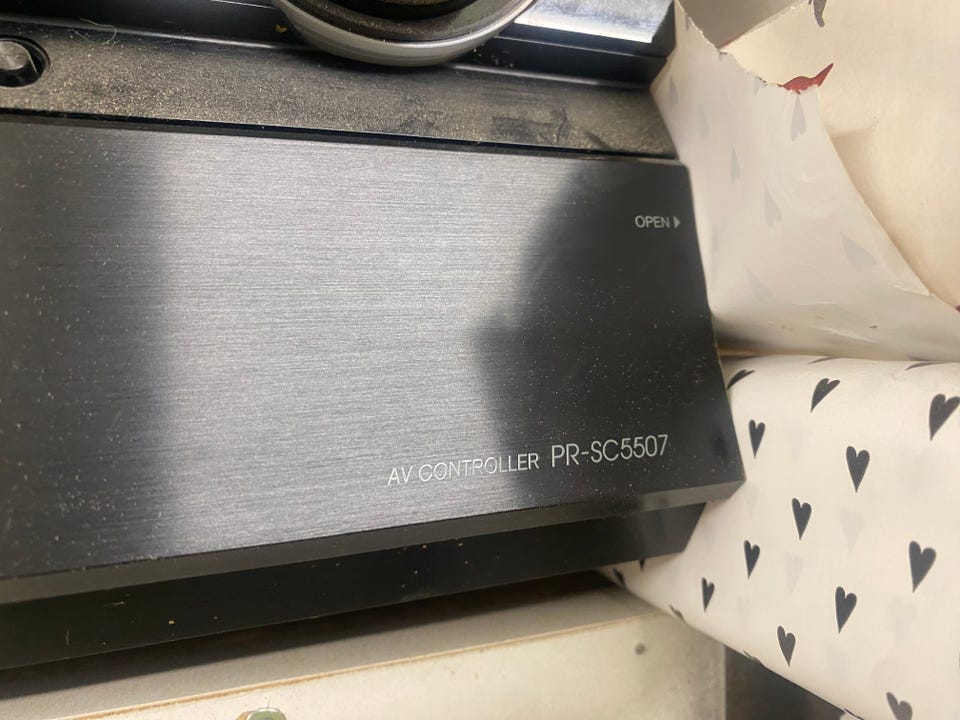 OPEN
AV CONTROLLER PR-SC5507